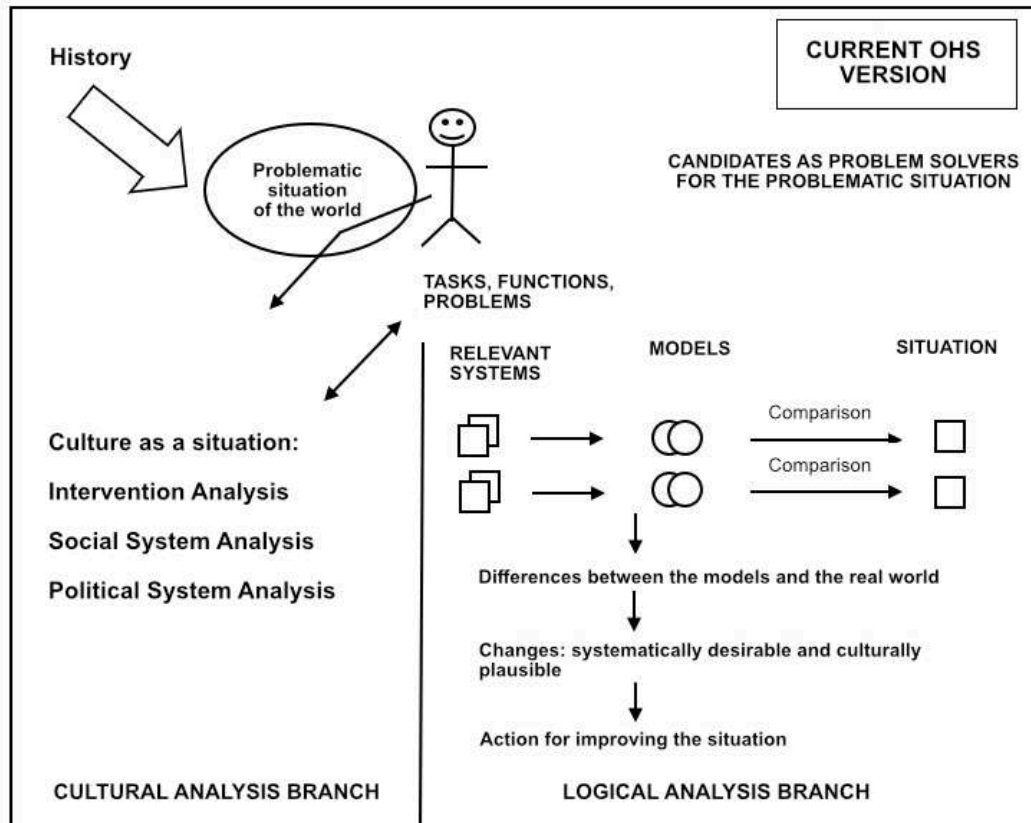 History
CURRENT OHS
VERSION
Problematic
situation
of the world
CANDIDATES AS PROBLEM SOLVERS
FOR THE PROBLEMATIC SITUATION
TASKS, FUNCTIONS,
PROBLEMS
RELEVANT
SYSTEMS
MODELS
SITUATION
Comparison
Comparison
Culture as a situation:
Intervention Analysis
Social System Analysis
Political System Analysis
Differences between the models and the real world
Changes: systematically desirable and culturally
plausible
Action for improving the situation
CULTURAL ANALYSIS BRANCH
LOGICAL ANALYSIS BRANCH